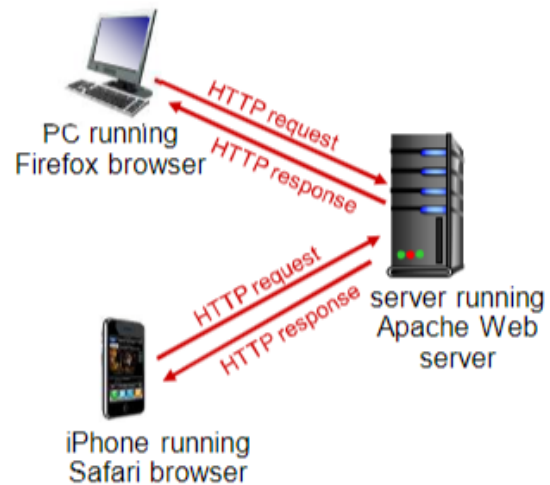 HTTP request
HTTP response
PC running
Firefox browser
server running
Apache Web
server
HTTP request
HTTP response
iPhone running
Safari browser